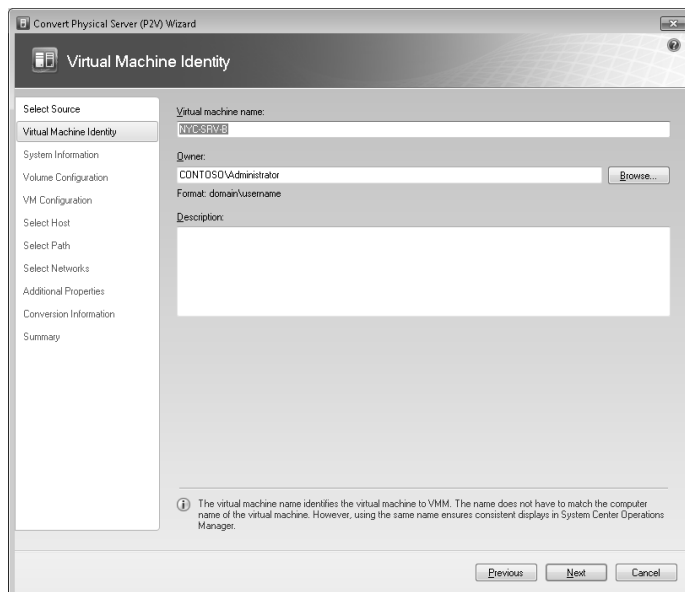 Convert Physical Server (P2V) Wizard
Virtual Machine Identity
Select Source
Virtual Machine Identity
System Information
Volume Configuration
VM Configuration
Select Host
Select Path
Select Networks
Additional Properties
Conversion Information
Summary
Virtual machine name:
NYC-SRV-B
Owner:
CONTOSO\Administrator
Browse...
Format: domain\username
Description:
The virtual machine name identifies the virtual machine to VMM. The name does not have to match the computer
name of the virtual machine. However, using the same name ensures consistent displays in System Center Operations
Manager.
Previous
Next
Cancel